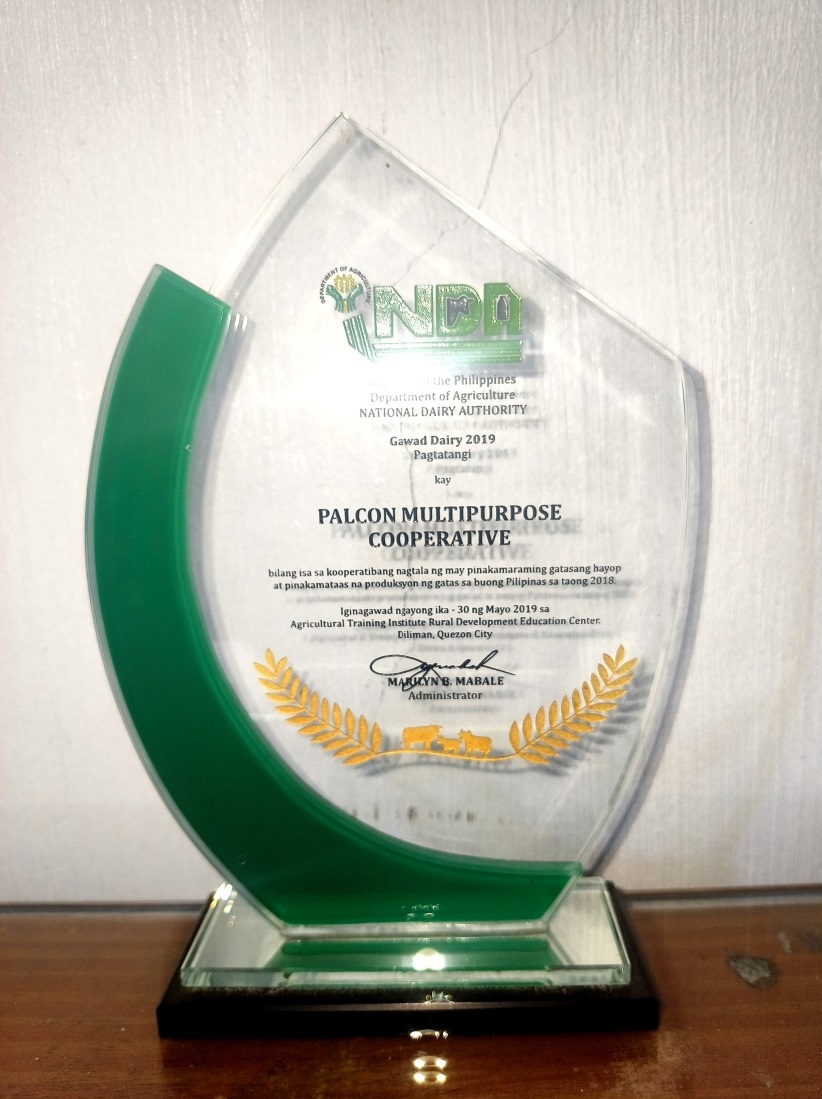 DEPARTMENT OF AGRICULTURE
NDA
the Philippines
Department of Agriculture
NATIONAL DAIRY AUTHORITY
Gawad Dairy 2019
Pagtatangi
kay
PALCON MULTIPURPOSE
COOPERATIVE
bilang isa sa kooperatibang nagtala ng may pinakamaraming gatasang hayop
at pinakamataas na produksyon ng gatas sa buong Pilipinas sa taong 2018.
Iginagawad ngayong ika - 30 ng Mayo 2019 sa
Agricultural Training Institute Rural Development Education Center.
Diliman, Quezon City
MARILYN B. MABALE
Administrator